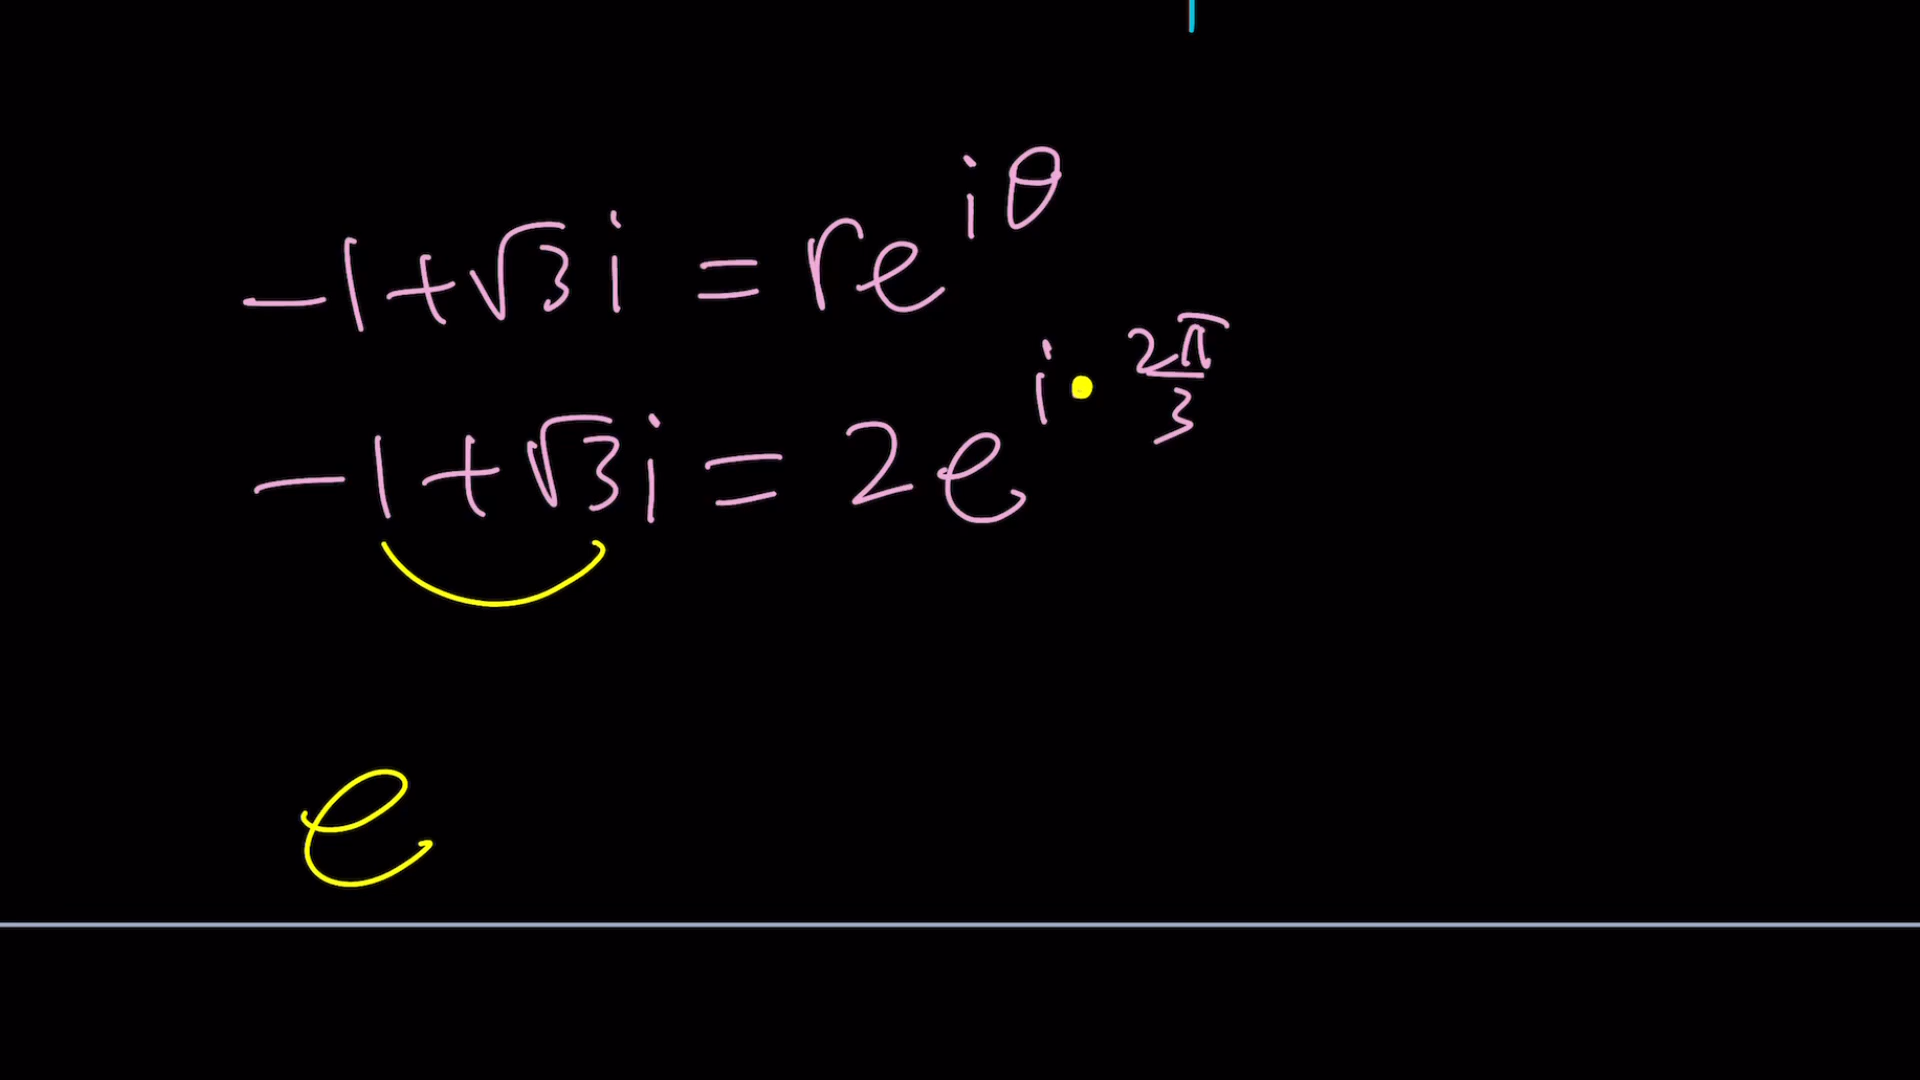 -1+√3i = re^{iθ}
-1+√3i = 2e^{i·2π/3}
e